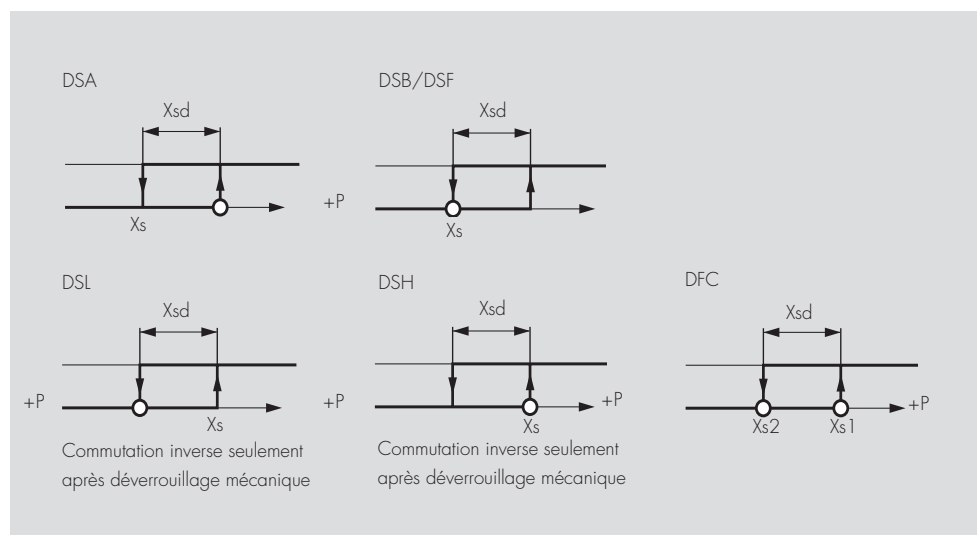 DSA
Xsd
Xs
+P
DSB/DSF
Xsd
Xs
DSL
Xsd
+P
Xs
Commutation inverse seulement
après déverrouillage mécanique
DSH
Xsd
+P
Xs
+P
Commutation inverse seulement
après déverrouillage mécanique
DFC
Xsd
+P
Xs2
Xs1